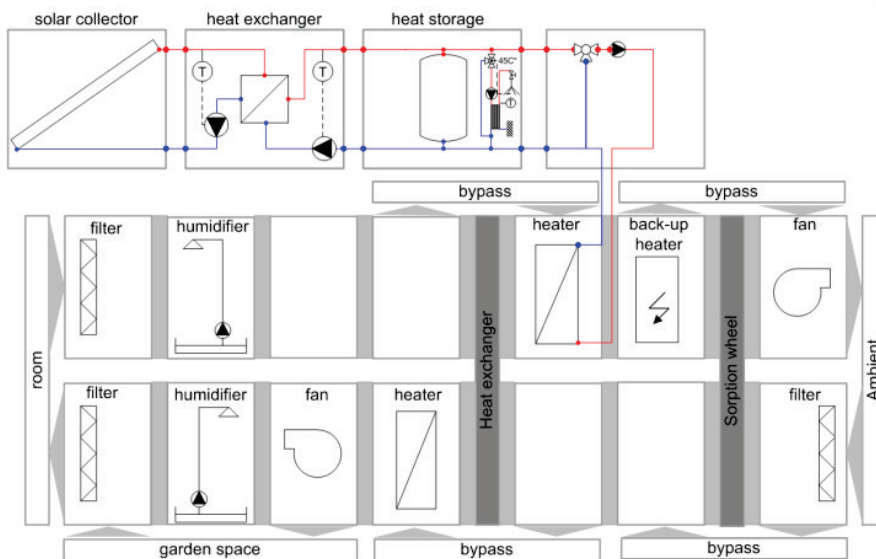 solar collector
heat exchanger
heat storage
T
T
45C°
T
bypass
bypass
filter
humidifier
heater
back-up
heater
fan
room
Heat exchanger
Sorption wheel
Ambient
filter
humidifier
fan
heater
filter
garden space
bypass
bypass